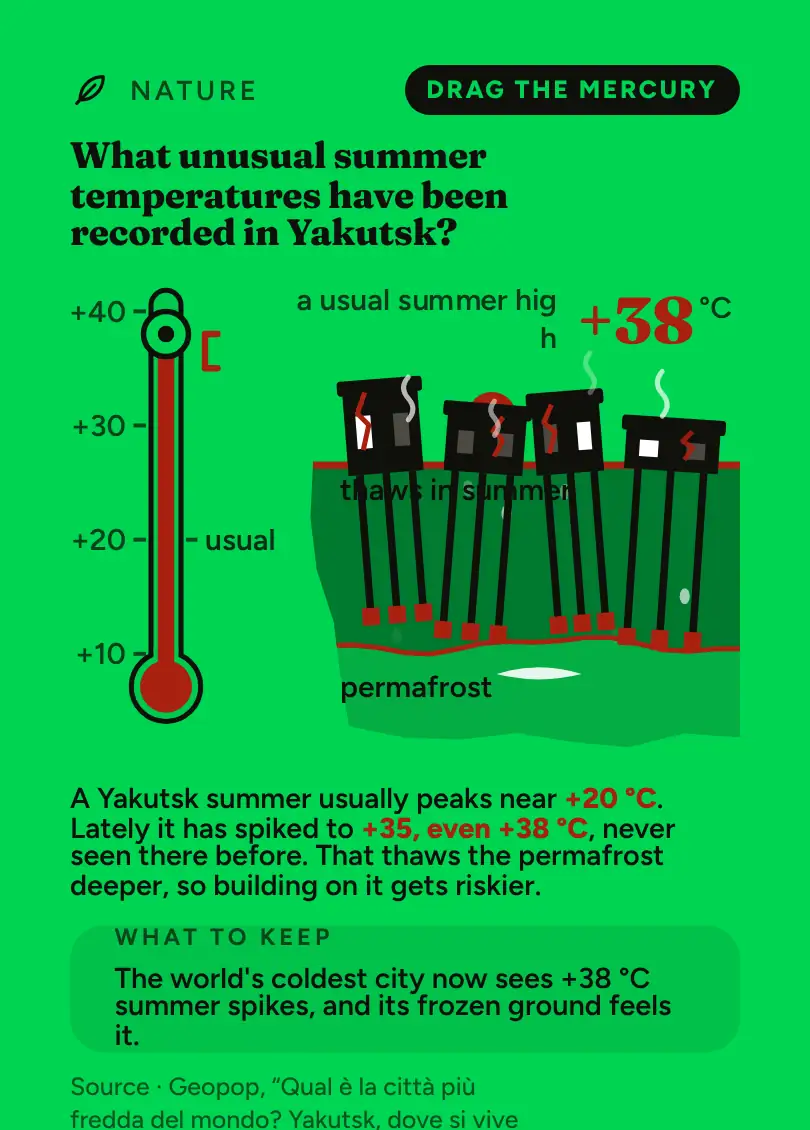 NATURE
DRAG THE MERCURY
What unusual summer
temperatures have been
recorded in Yakutsk?
a usual summer hig
h
+38 °C
+40
+30
+20
usual
+10
thaws in summer
permafrost
A Yakutsk summer usually peaks near +20 °C.
Lately it has spiked to +35, even +38 °C, never
seen there before. That thaws the permafrost
deeper, so building on it gets riskier.
WHAT TO KEEP
The world's coldest city now sees +38 °C
summer spikes, and its frozen ground feels
it.
Source · Geopop, “Qual è la città più
fredda del mondo? Yakutsk, dove si vive